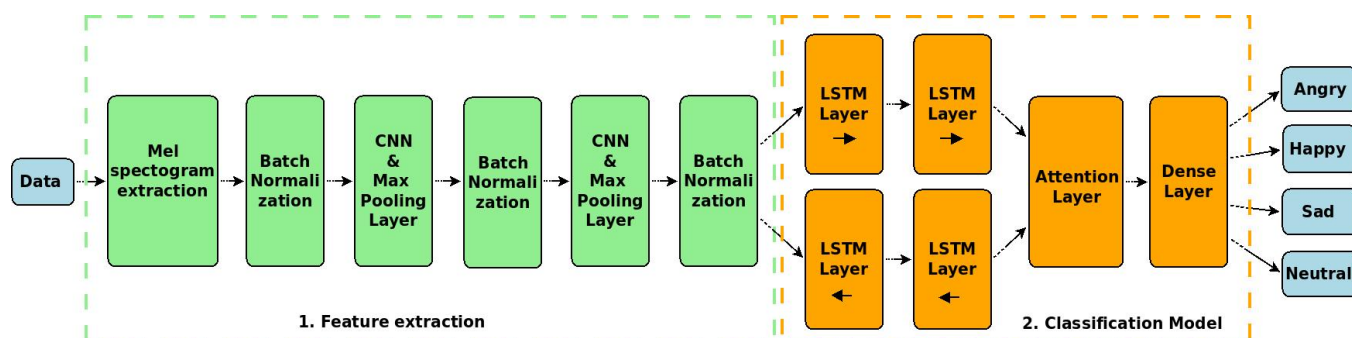 Data
Mel
spectogram
extraction
Batch
Normali
zation
CNN
&
Max
Pooling
Layer
Batch
Normali
zation
CNN
&
Max
Pooling
Layer
Batch
Normali
zation
1. Feature extraction
LSTM
Layer
LSTM
Layer
LSTM
Layer
LSTM
Layer
Attention
Layer
Dense
Layer
2. Classification Model
Angry
Happy
Sad
Neutral